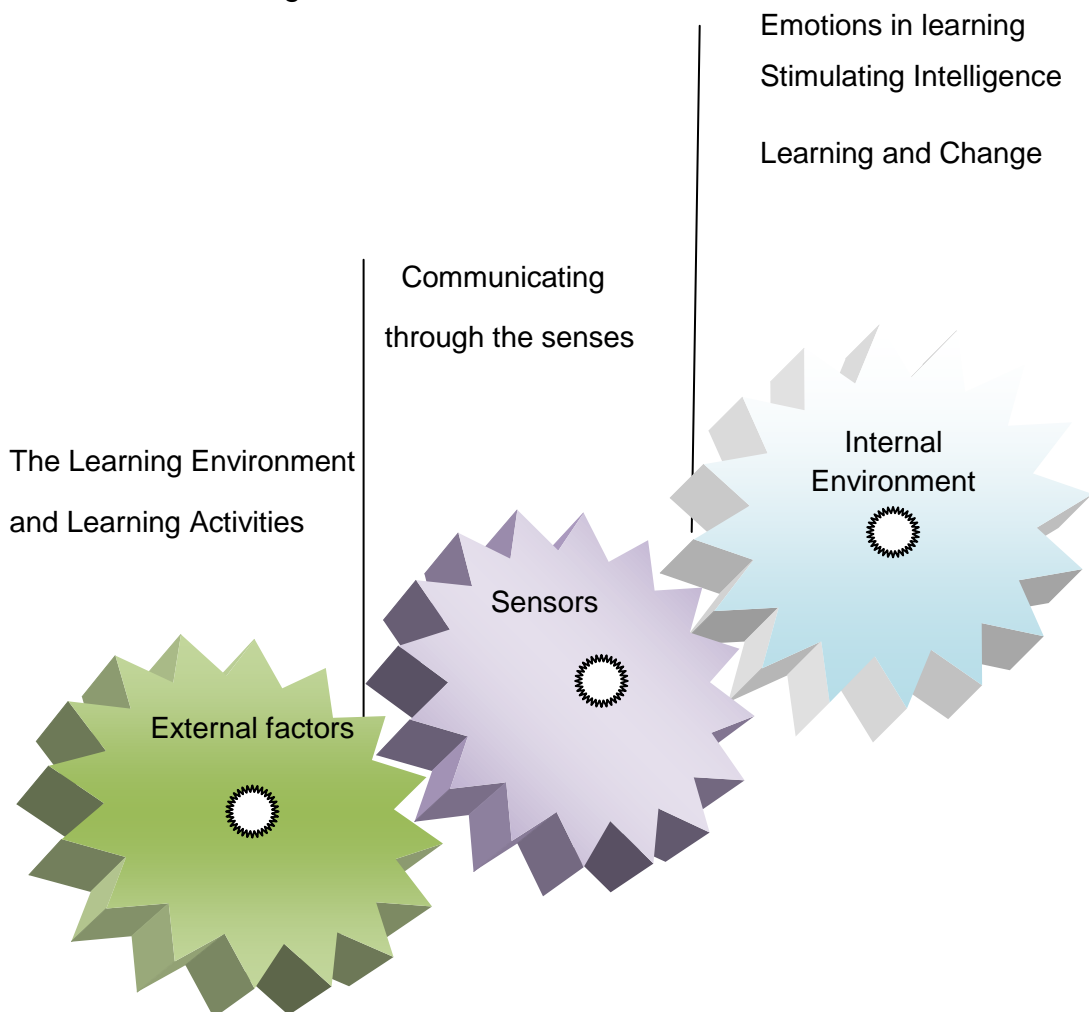 Emotions in learning
Stimulating Intelligence
Learning and Change
Communicating
through the senses
The Learning Environment
and Learning Activities
Internal
Environment
Sensors
External factors